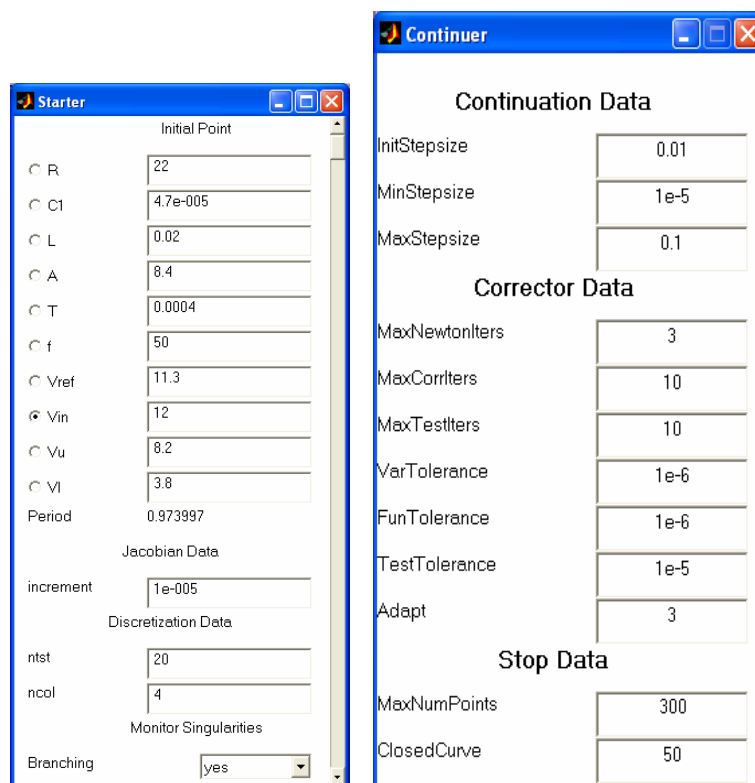 Starter
Initial Point
R 22
C1 4.7e-005
L 0.02
A 8.4
T 0.0004
f 50
Vref 11.3
Vin 12
Vu 8.2
Vl 3.8
Period 0.973997
Jacobian Data
increment 1e-005
Discretization Data
ntst 20
ncol 4
Monitor Singularities
Branching yes
Continuer
Continuation Data
InitStepsize 0.01
MinStepsize 1e-5
MaxStepsize 0.1
Corrector Data
MaxNewtonIters 3
MaxCorrIters 10
MaxTestIters 10
VarTolerance 1e-6
FunTolerance 1e-6
TestTolerance 1e-5
Adapt 3
Stop Data
MaxNumPoints 300
ClosedCurve 50